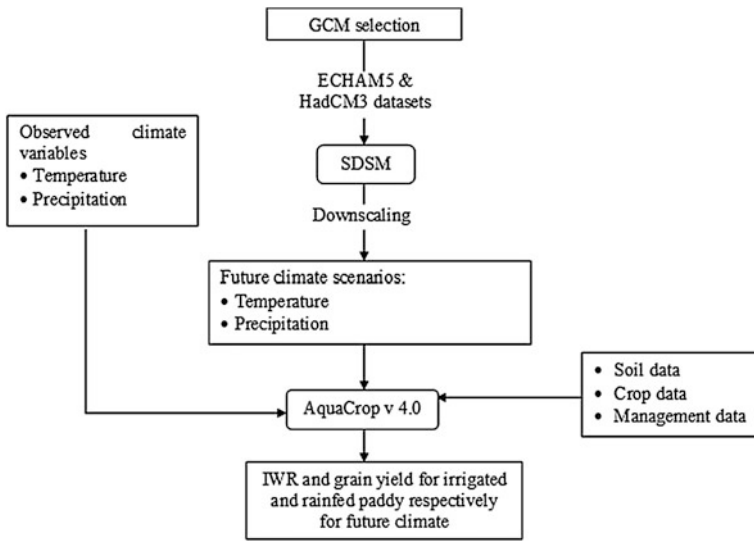 GCM selection
ECHAM5 &
HadCM3 datasets
Observed climate
variables
• Temperature
• Precipitation
SDSM
Downscaling
Future climate scenarios:
• Temperature
• Precipitation
• Soil data
• Crop data
• Management data
AquaCrop v 4.0
IWR and grain yield for irrigated
and rainfed paddy respectively
for future climate